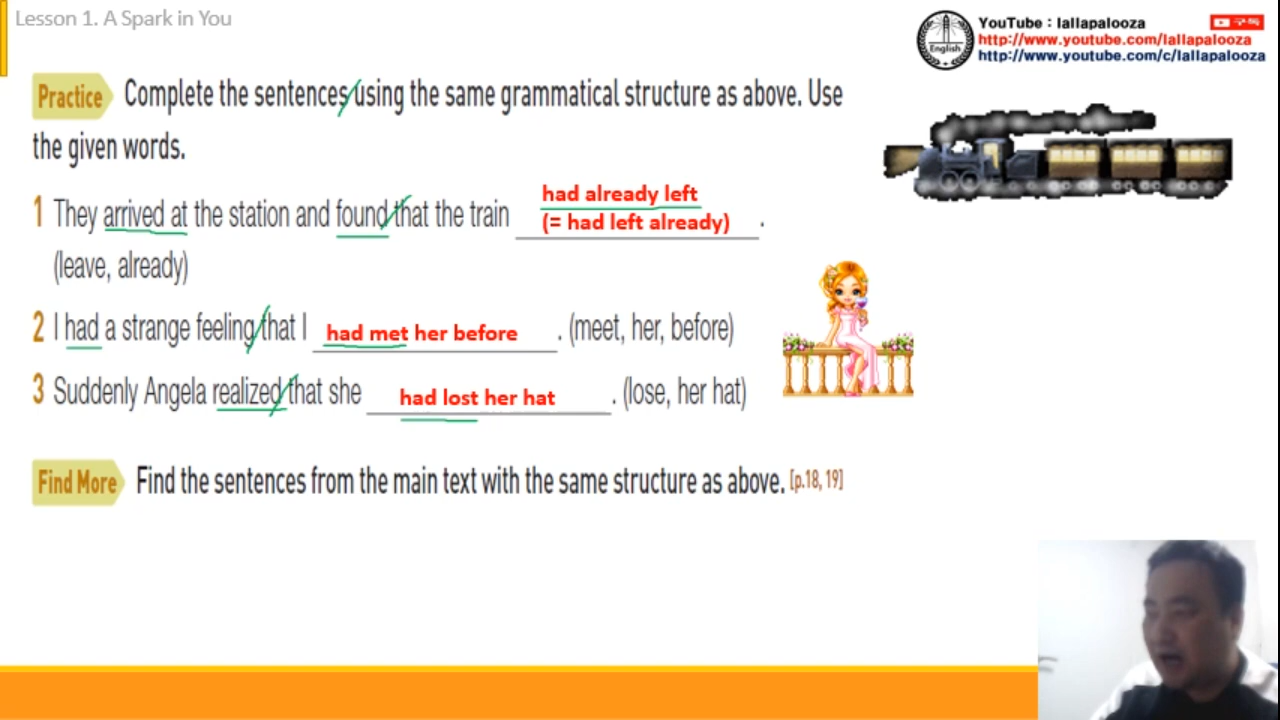 Lesson 1. A Spark in You
YouTube : lallapalooza
구독
http://www.youtube.com/lallapalooza
http://www.youtube.com/c/lallapalooza
English
Practice Complete the sentences using the same grammatical structure as above. Use
the given words.
had already left
1 They arrived at the station and found that the train (= had left already) .
(leave, already)
2 I had a strange feeling that I had met her before . (meet, her, before)
3 Suddenly Angela realized that she had lost her hat . (lose, her hat)
Find More Find the sentences from the main text with the same structure as above. [p.18, 19]